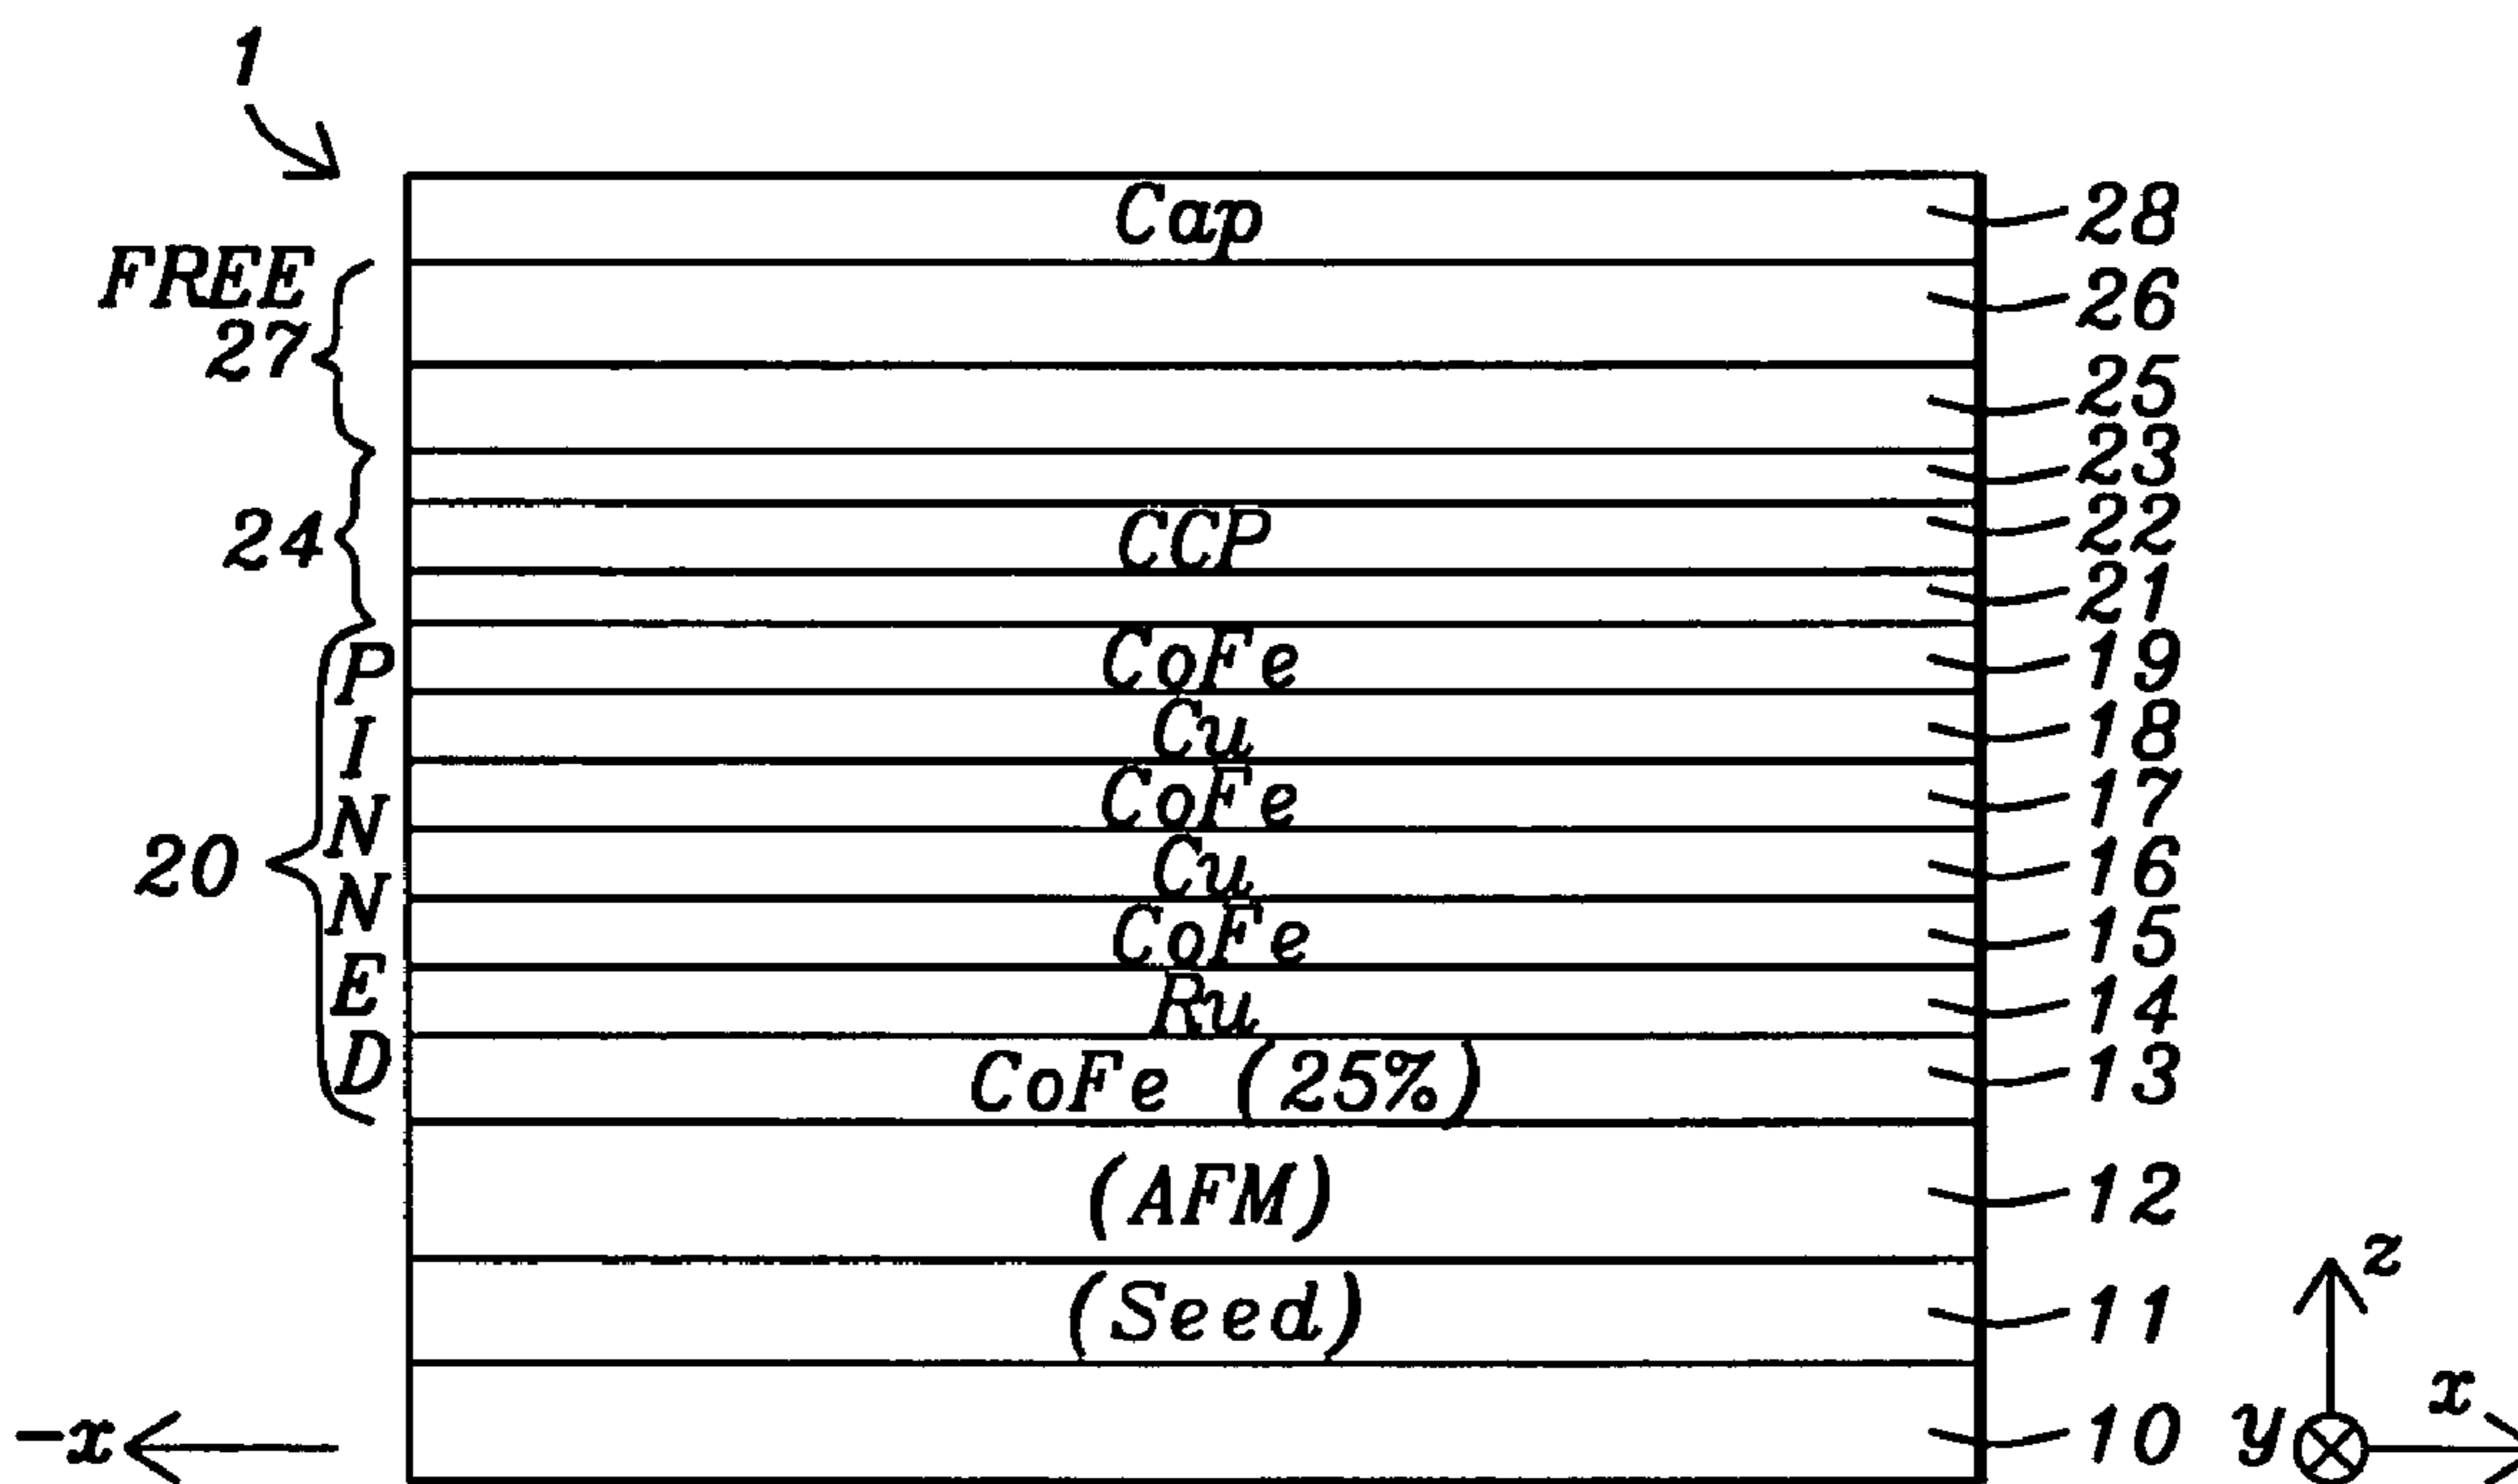 1
Cap 28
FREE 26
27
25
23
24 CCP 22
21
CoFe 19
Cu 18
CoFe 17
20 Cu 16
CoFe 15
Ru 14
CoFe (25%) 13
PINNED
(AFM) 12
(Seed) 11
z
x
-x 10 y